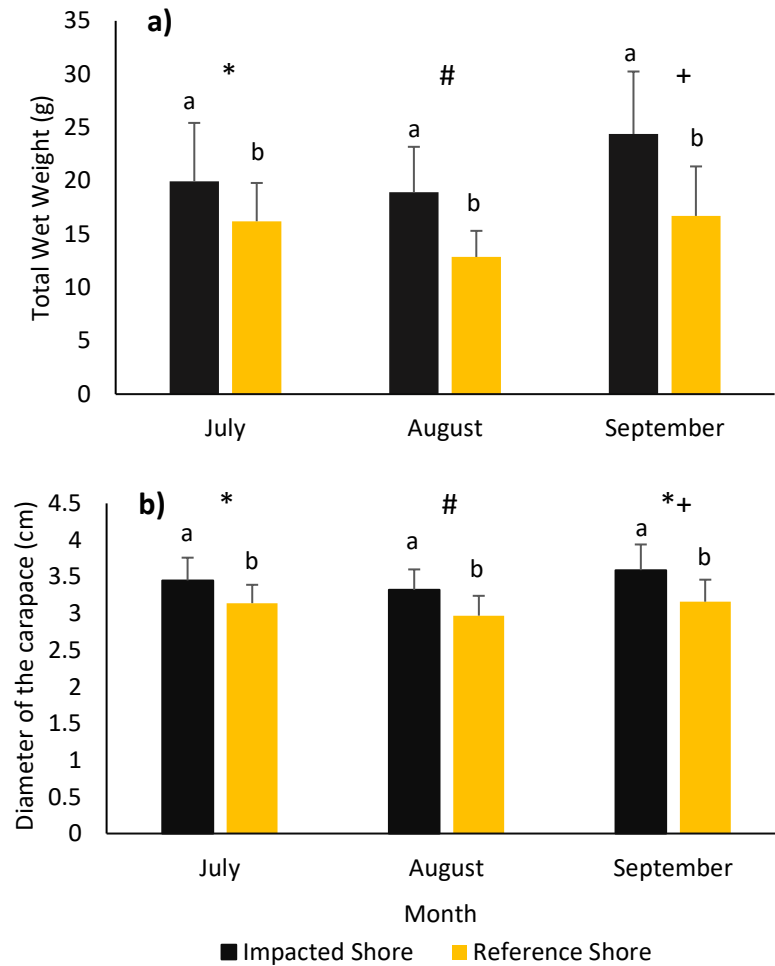 a)
Total Wet Weight (g)
35
30
25
20
15
10
5
0
* # +
a b a b a b
July August September
b)
Diameter of the carapace (cm)
4.5
4
3.5
3
2.5
2
1.5
1
0.5
0
* # *+
a b a b a b
July August September
Month
Impacted Shore Reference Shore